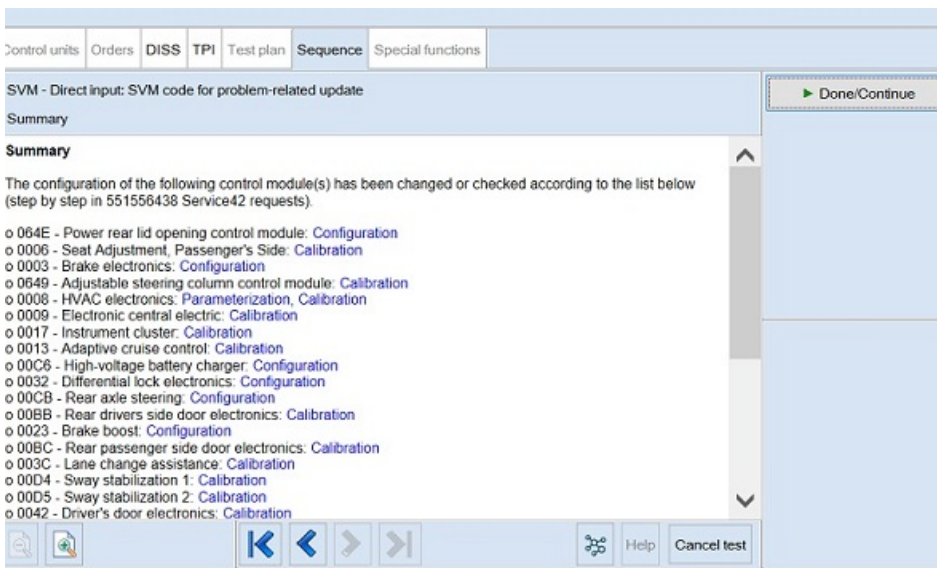 Control units Orders DISS TPI Test plan Sequence Special functions
SVM - Direct input: SVM code for problem-related update
Done/Continue
Summary
Summary
The configuration of the following control module(s) has been changed or checked according to the list below
(step by step in 551556438 Service42 requests).
o 064E - Power rear lid opening control module: Configuration
o 0006 - Seat Adjustment, Passenger's Side: Calibration
o 0003 - Brake electronics: Configuration
o 0649 - Adjustable steering column control module: Calibration
o 0008 - HVAC electronics: Parameterization, Calibration
o 0009 - Electronic central electric: Calibration
o 0017 - Instrument cluster: Calibration
o 0013 - Adaptive cruise control: Calibration
o 00C6 - High-voltage battery charger: Configuration
o 0032 - Differential lock electronics: Configuration
o 00CB - Rear axle steering: Configuration
o 00BB - Rear drivers side door electronics: Calibration
o 0023 - Brake boost: Configuration
o 00BC - Rear passenger side door electronics: Calibration
o 003C - Lane change assistance: Calibration
o 00D4 - Sway stabilization 1: Calibration
o 00D5 - Sway stabilization 2: Calibration
o 0042 - Driver's door electronics: Calibration
Help Cancel test